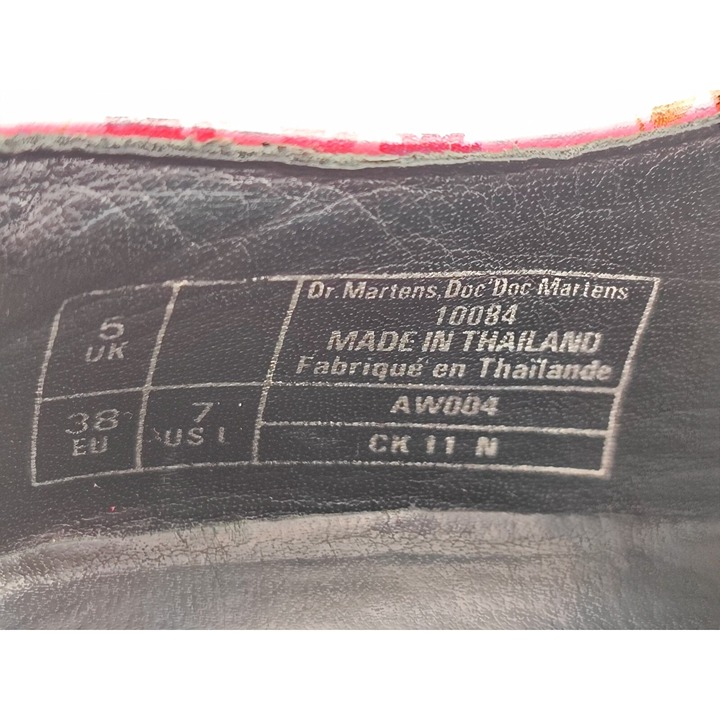 5
UK
38
EU
7
US L
Dr. Martens, Doc Doc Martens
10084
MADE IN THAILAND
Fabriqué en Thaïlande
AW004
CK 11 N